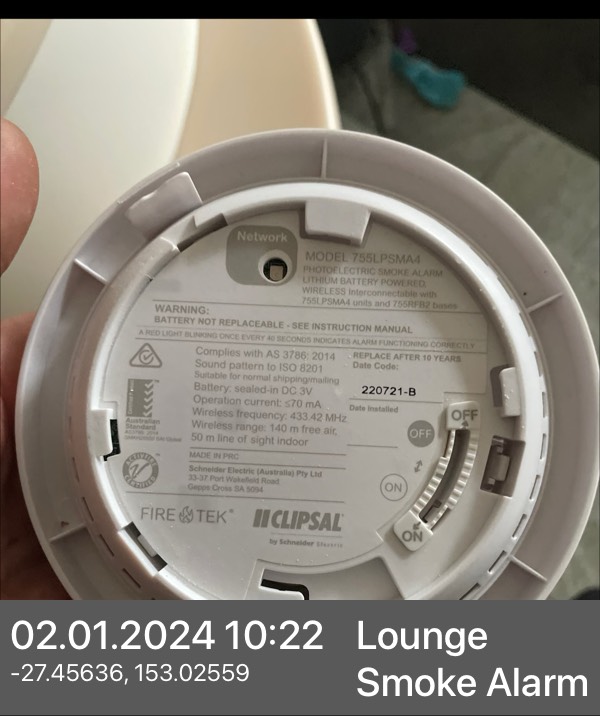 Network
MODEL 755LPSMA4
PHOTOELECTRIC SMOKE ALARM
LITHIUM BATTERY POWERED
WIRELESS Interconnectable with
755LPSMA4 units and 755RFB2 bases
WARNING:
BATTERY NOT REPLACEABLE - SEE INSTRUCTION MANUAL
A RED LIGHT BLINKING ONCE EVERY 40 SECONDS INDICATES ALARM FUNCTIONING CORRECTLY
Complies with AS 3786: 2014
Sound pattern to ISO 8201
Suitable for normal shipping/mailing
Battery: sealed-in DC 3V
Operation current: ≤70 mA
Wireless frequency: 433.42 MHz
Wireless range: 140 m free air,
50 m line of sight indoor
REPLACE AFTER 10 YEARS
Date Code:
220721-B
Date Installed
OFF
OFF
ON
ON
Australian
Standard
MADE IN PRC
Schneider Electric (Australia) Pty Ltd
33-37 Port Wakefield Road
Gepps Cross SA 5094
FIRE TEK®
CLIPSAL®
by Schneider Electric
02.01.2024 10:22
-27.45636, 153.02559
Lounge
Smoke Alarm